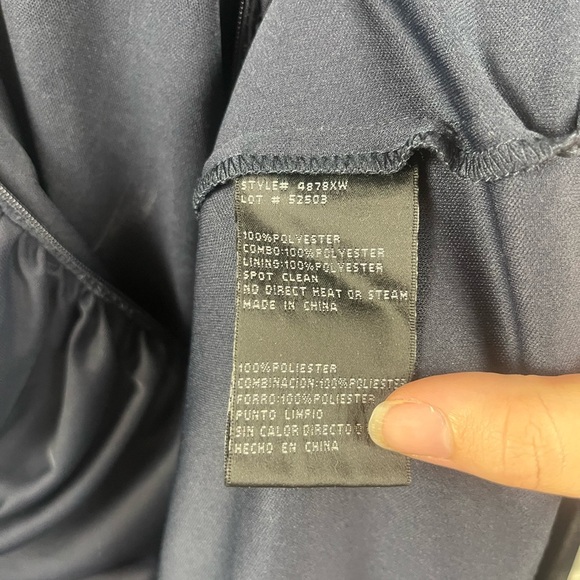 STYLE# 4878XW
LOT # 52503
100%POLYESTER
COMBO:100%POLYESTER
LINING:100%POLYESTER
SPOT CLEAN
NO DIRECT HEAT OR STEAM
MADE IN CHINA
100%POLIESTER
COMBINACION:100%POLIESTER
FORRO:100%POLIESTER
PUNTO LIMPIO
SIN CALOR DIRECTO O
HECHO EN CHINA